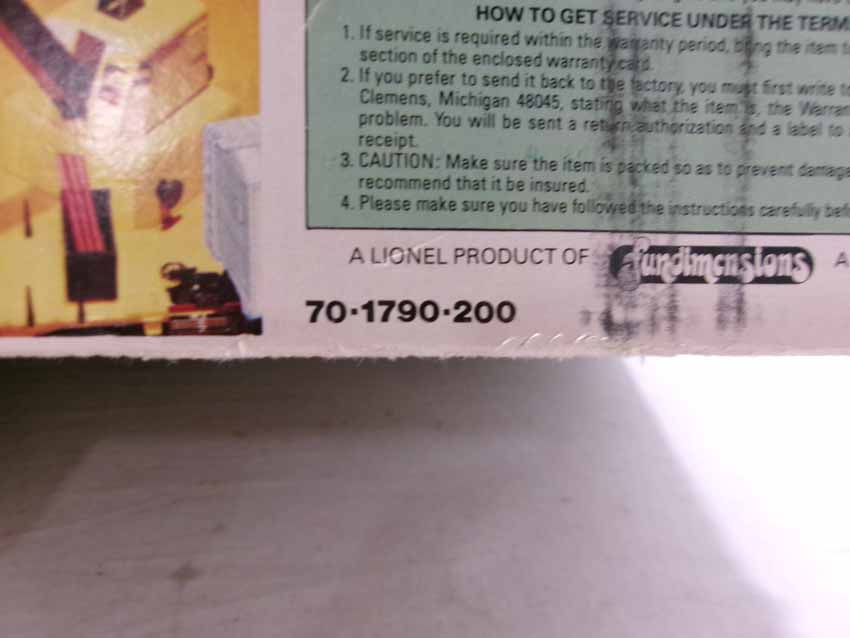 HOW TO GET SERVICE UNDER THE TERM
1. If service is required within the warranty period, bring the item t
section of the enclosed warranty card.
2. If you prefer to send it back to the factory, you must first write t
Clemens, Michigan 48045, stating what the item is, the Warran
problem. You will be sent a return authorization and a label to
receipt.
3. CAUTION: Make sure the item is packed so as to prevent damage
recommend that it be insured.
4. Please make sure you have followed the instructions carefully bef
A LIONEL PRODUCT OF Fundimensions A
70-1790-200